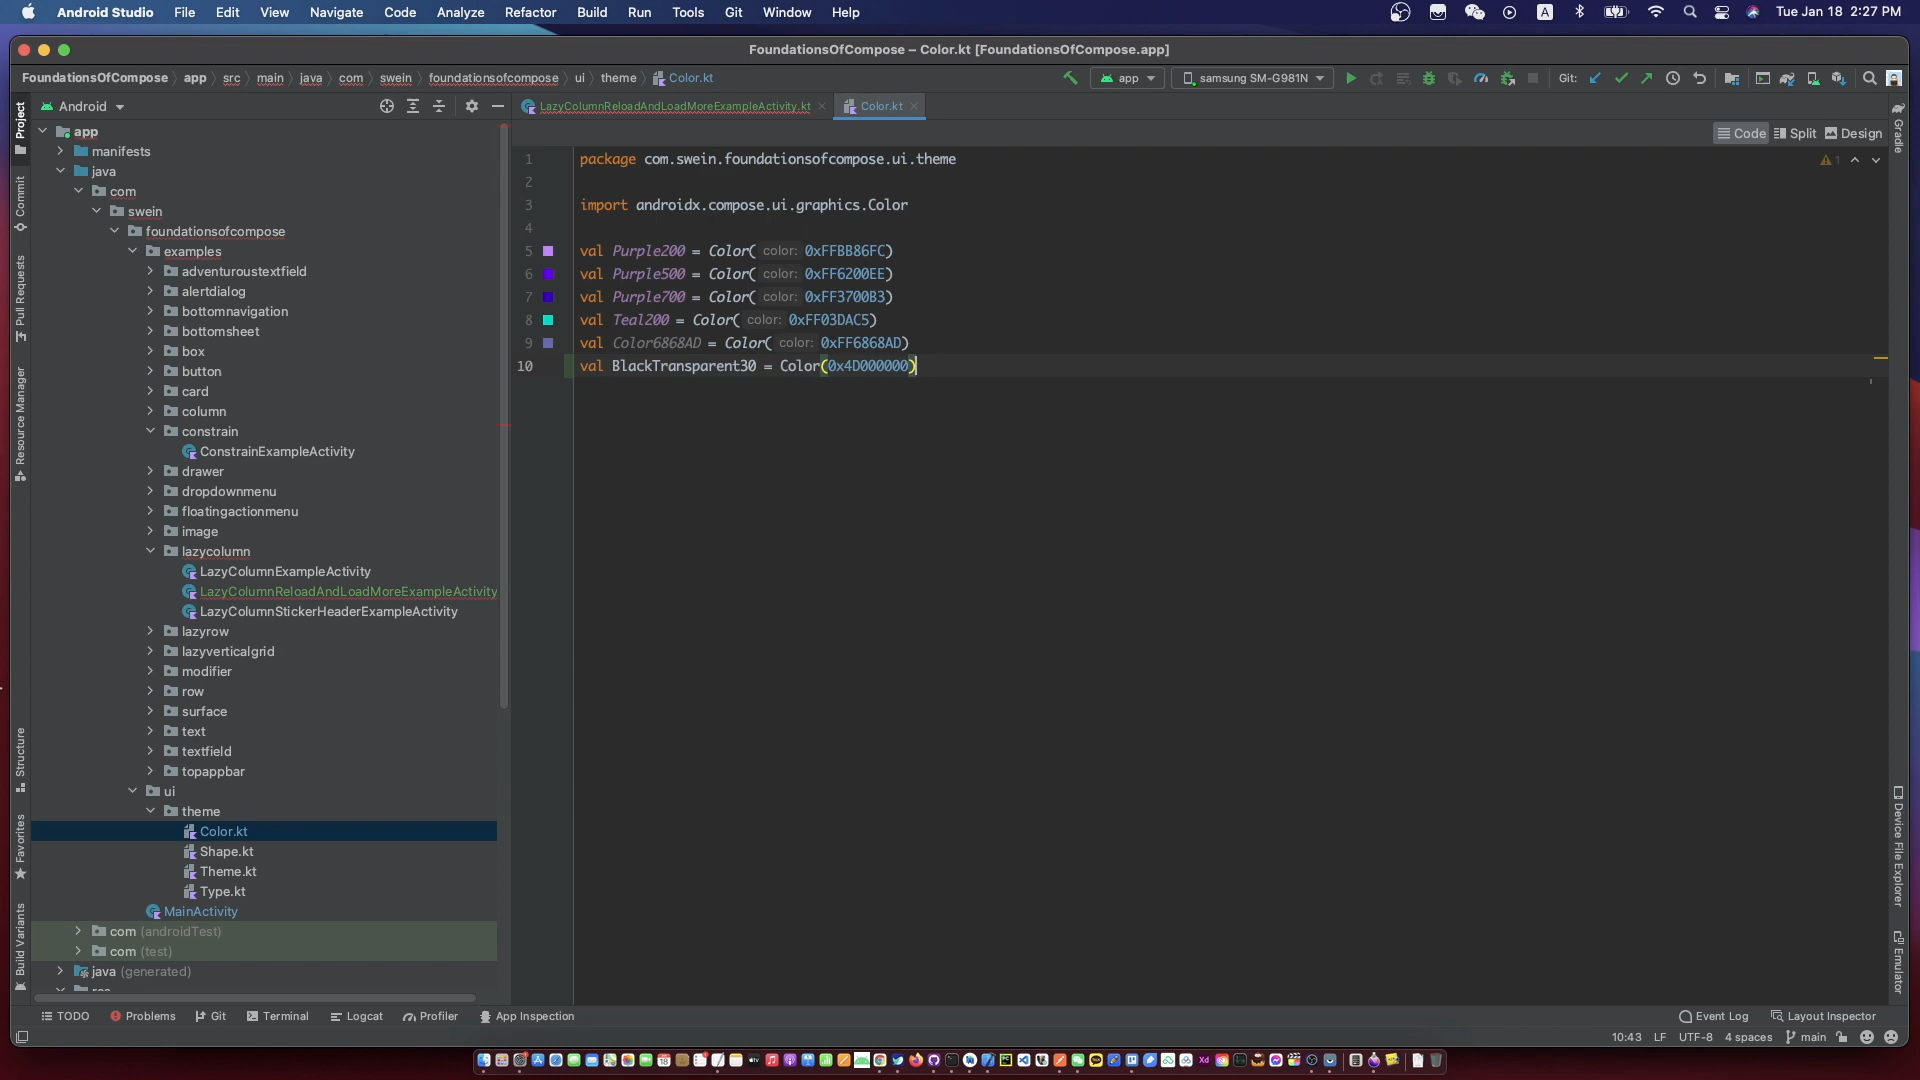 Android Studio File Edit View Navigate Code Analyze Refactor Build Run Tools Git Window Help A Tue Jan 18 2:27 PM
FoundationsOfCompose – Color.kt [FoundationsOfCompose.app]
FoundationsOfCompose app src main java com swein foundationsofcompose ui theme Color.kt app samsung SM-G981N Git:
Android LazyColumnReloadAndLoadMoreExampleActivity.kt Color.kt
Code Split Design
app
manifests
java
com
swein
foundationsofcompose
examples
adventuroustextfield
alertdialog
bottomnavigation
bottomsheet
box
button
card
column
constrain
ConstrainExampleActivity
drawer
dropdownmenu
floatingactionmenu
image
lazycolumn
LazyColumnExampleActivity
LazyColumnReloadAndLoadMoreExampleActivity
LazyColumnStickerHeaderExampleActivity
lazyrow
lazyverticalgrid
modifier
row
surface
text
textfield
topappbar
ui
theme
Color.kt
Shape.kt
Theme.kt
Type.kt
MainActivity
com (androidTest)
com (test)
java (generated)
1 package com.swein.foundationsofcompose.ui.theme
2
3 import androidx.compose.ui.graphics.Color
4
5 val Purple200 = Color( color: 0xFFBB86FC)
6 val Purple500 = Color( color: 0xFF6200EE)
7 val Purple700 = Color( color: 0xFF3700B3)
8 val Teal200 = Color( color: 0xFF03DAC5)
9 val Color6868AD = Color( color: 0xFF6868AD)
10 val BlackTransparent30 = Color(0x4D000000)
1
Project
Commit
Pull Requests
Resource Manager
Structure
Favorites
Build Variants
Gradle
Device File Explorer
Emulator
TODO Problems Git Terminal Logcat Profiler App Inspection Event Log Layout Inspector
10:43 LF UTF-8 4 spaces main